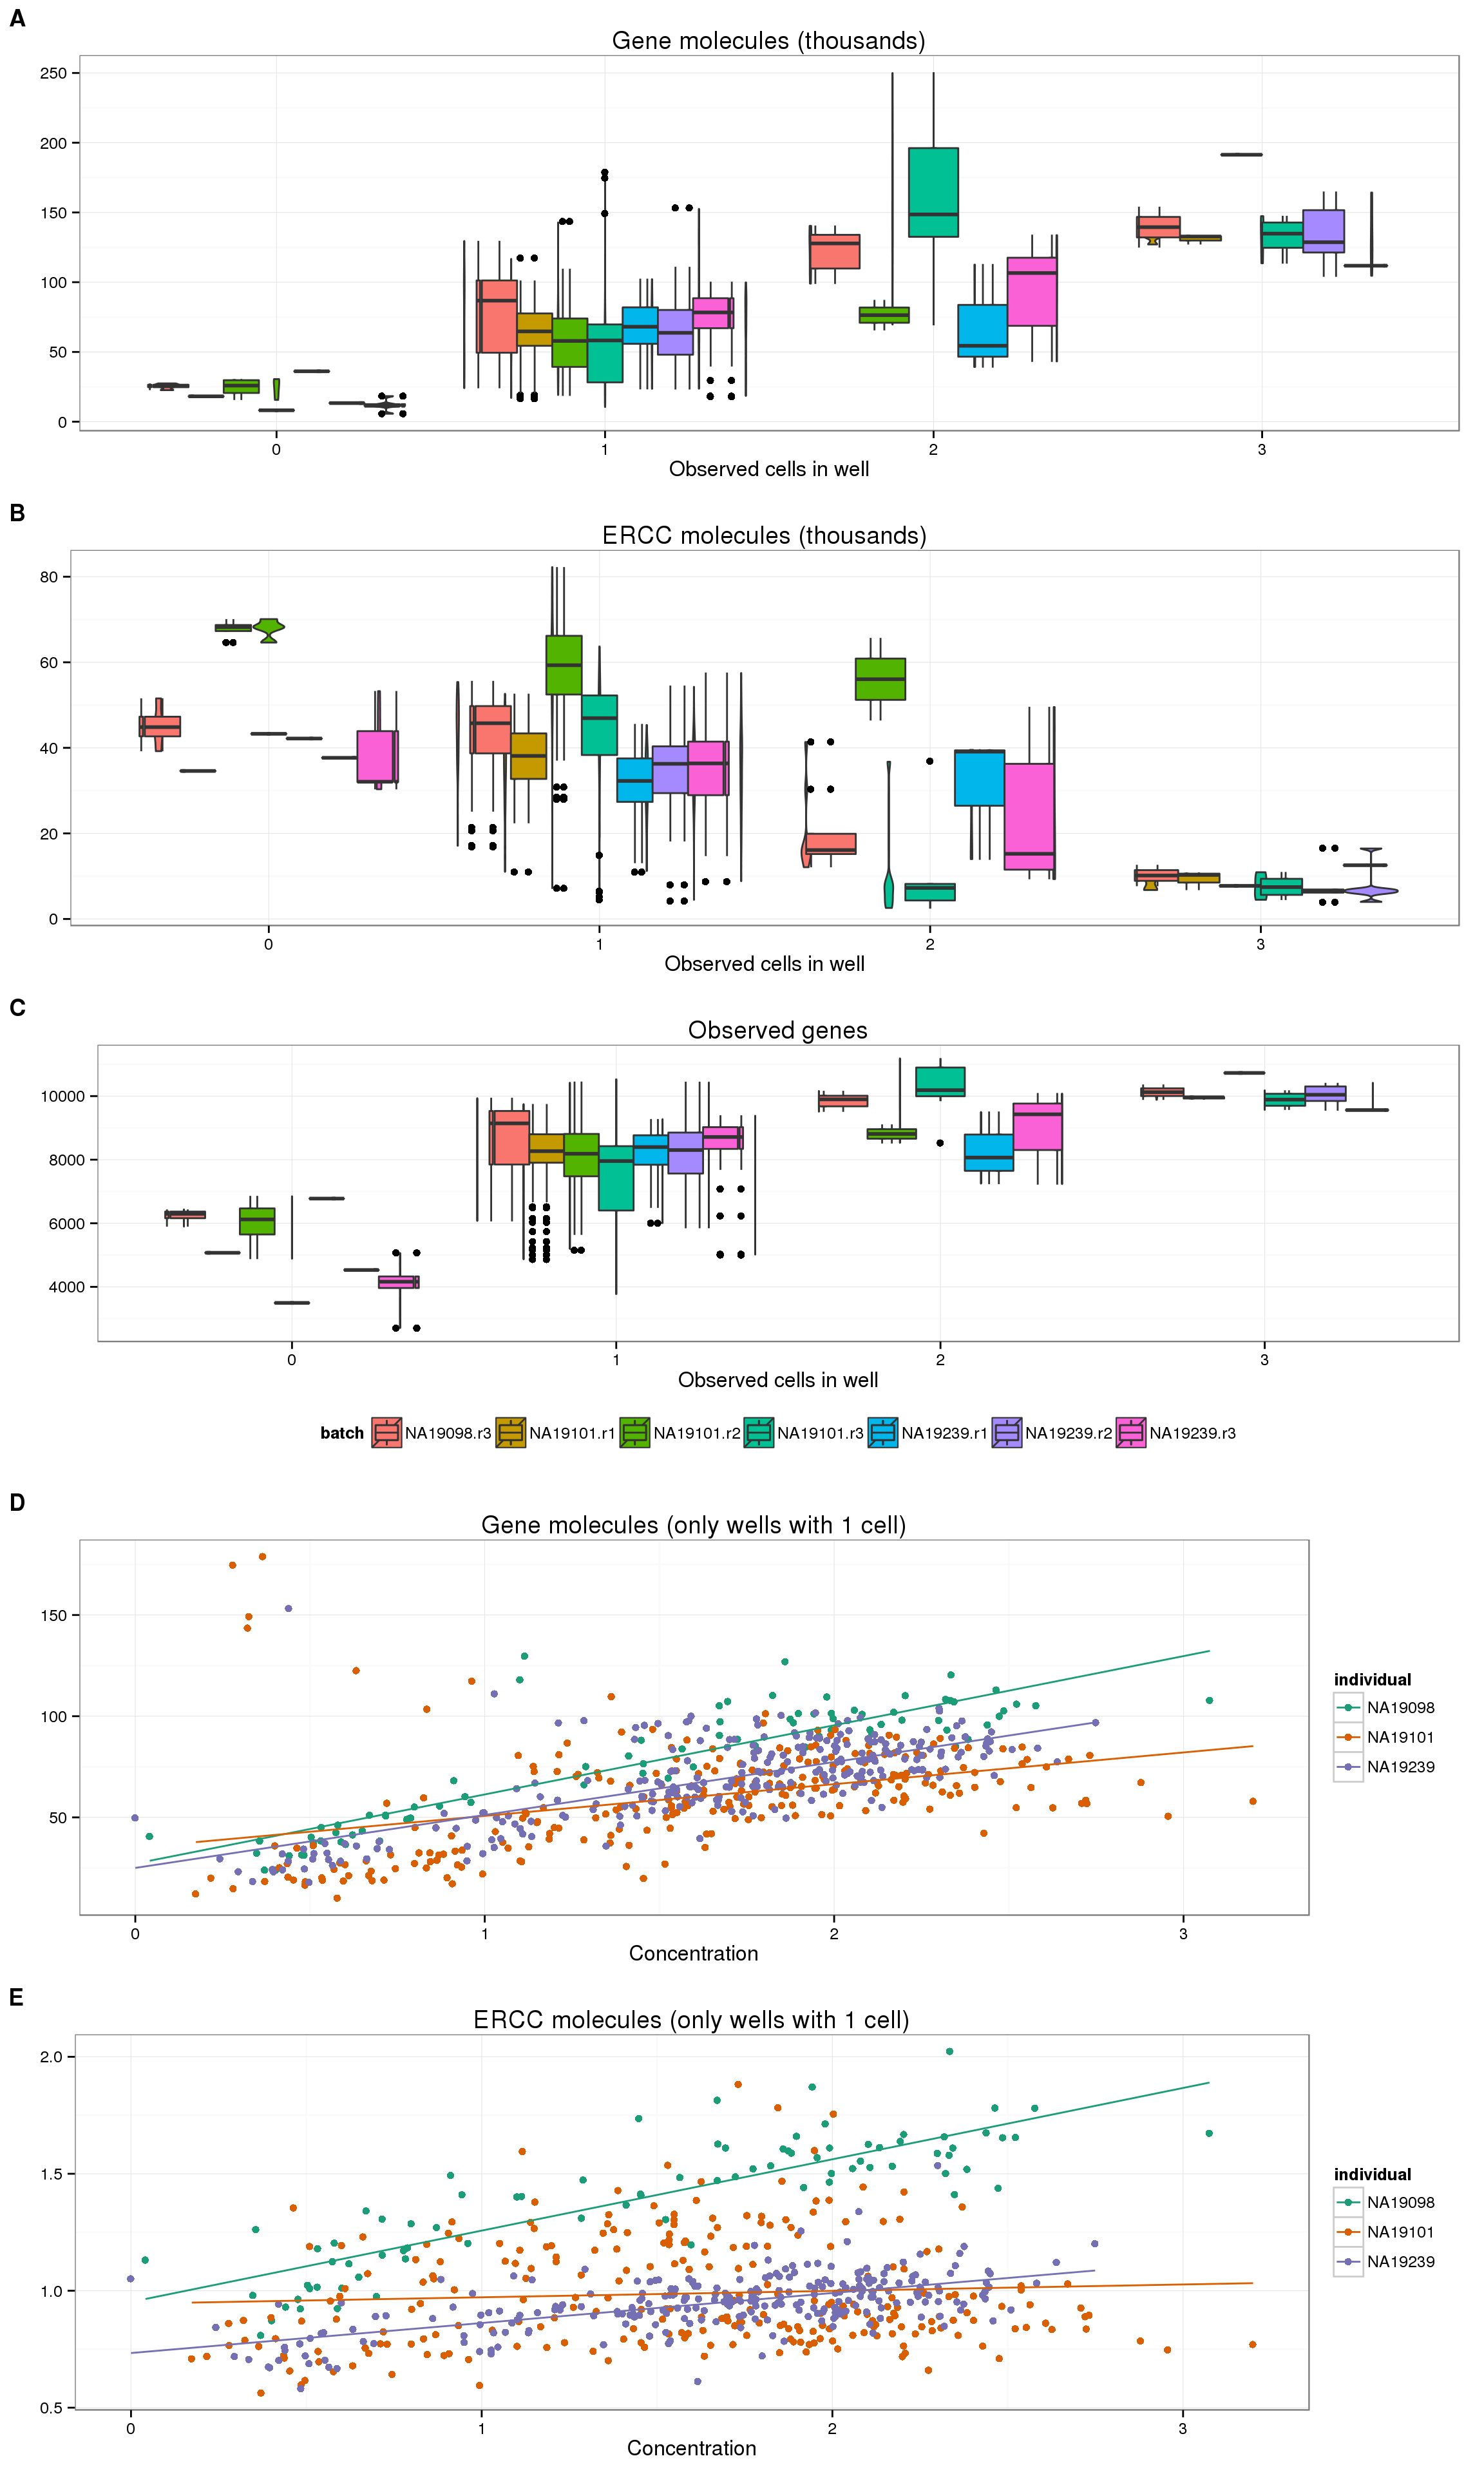 A
Gene molecules (thousands)
250
200
150
100
50
0
0 1 2 3
Observed cells in well
B
ERCC molecules (thousands)
80
60
40
20
0
0 1 2 3
Observed cells in well
C
Observed genes
10000
8000
6000
4000
0 1 2 3
Observed cells in well
batch NA19098.r3 NA19101.r1 NA19101.r2 NA19101.r3 NA19239.r1 NA19239.r2 NA19239.r3
D
Gene molecules (only wells with 1 cell)
150
100
50
0 1 2 3
Concentration
individual
NA19098
NA19101
NA19239
E
ERCC molecules (only wells with 1 cell)
2.0
1.5
1.0
0.5
0 1 2 3
Concentration
individual
NA19098
NA19101
NA19239